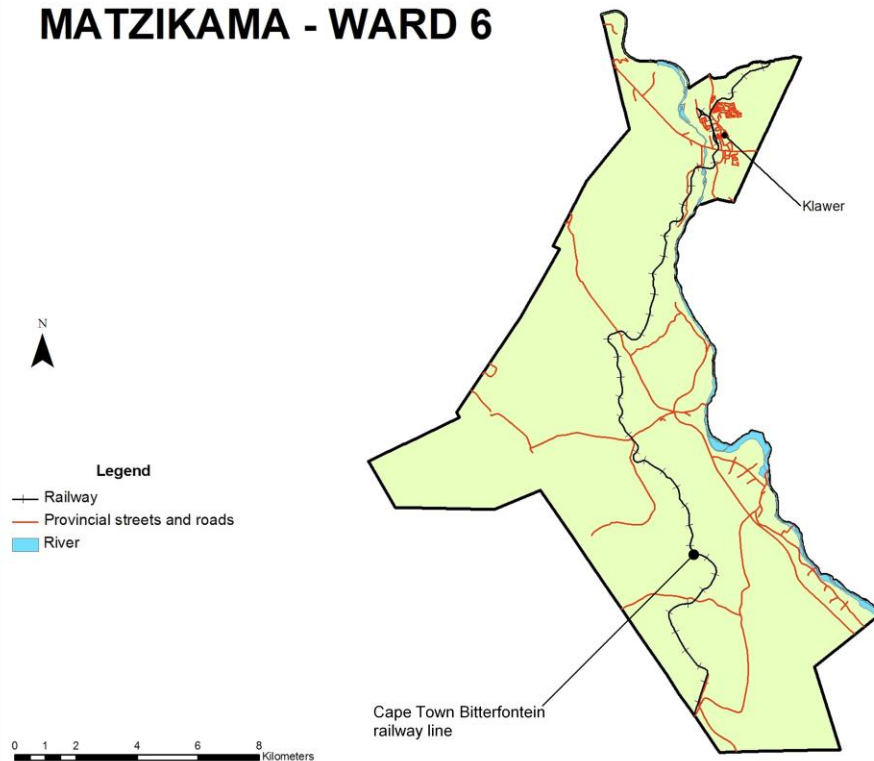 MATZIKAMA - WARD 6
Klawer
N
Legend
Railway
Provincial streets and roads
River
Cape Town Bitterfontein
railway line
0 1 2 4 6 8
Kilometers